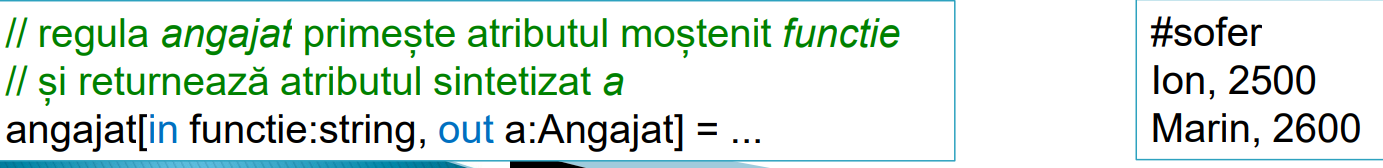 // regula angajat primește atributul moștenit functie
// și returnează atributul sintetizat a
angajat[in functie:string, out a:Angajat] = ...
#sofer
Ion, 2500
Marin, 2600